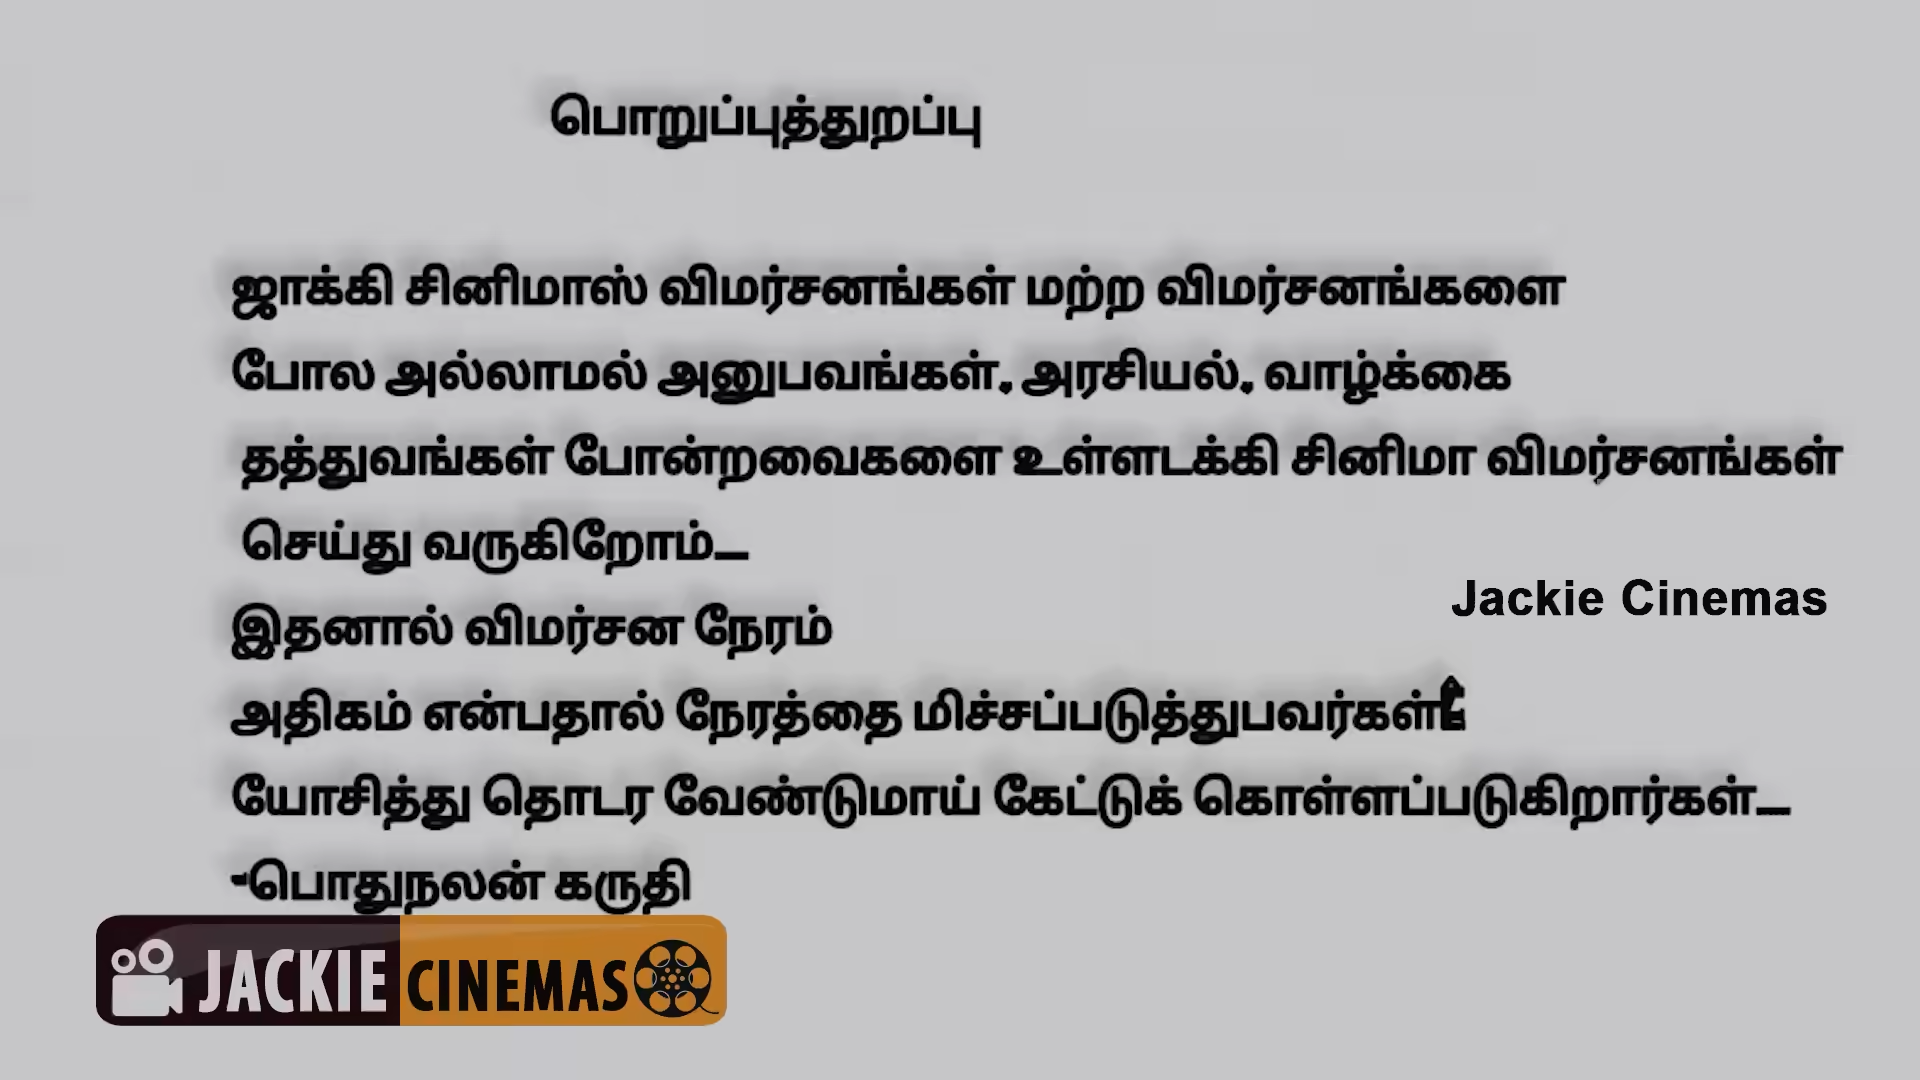 பொறுப்புத்துறப்பு
ஜாக்கி சினிமாஸ் விமர்சனங்கள் மற்ற விமர்சனங்களை
போல அல்லாமல் அனுபவங்கள், அரசியல், வாழ்க்கை
தத்துவங்கள் போன்றவைகளை உள்ளடக்கி சினிமா விமர்சனங்கள்
செய்து வருகிறோம்...
Jackie Cinemas
இதனால் விமர்சன நேரம்
அதிகம் என்பதால் நேரத்தை மிச்சப்படுத்துபவர்கள்
யோசித்து தொடர வேண்டுமாய் கேட்டுக் கொள்ளப்படுகிறார்கள்...
-பொதுநலன் கருதி
JACKIE CINEMAS